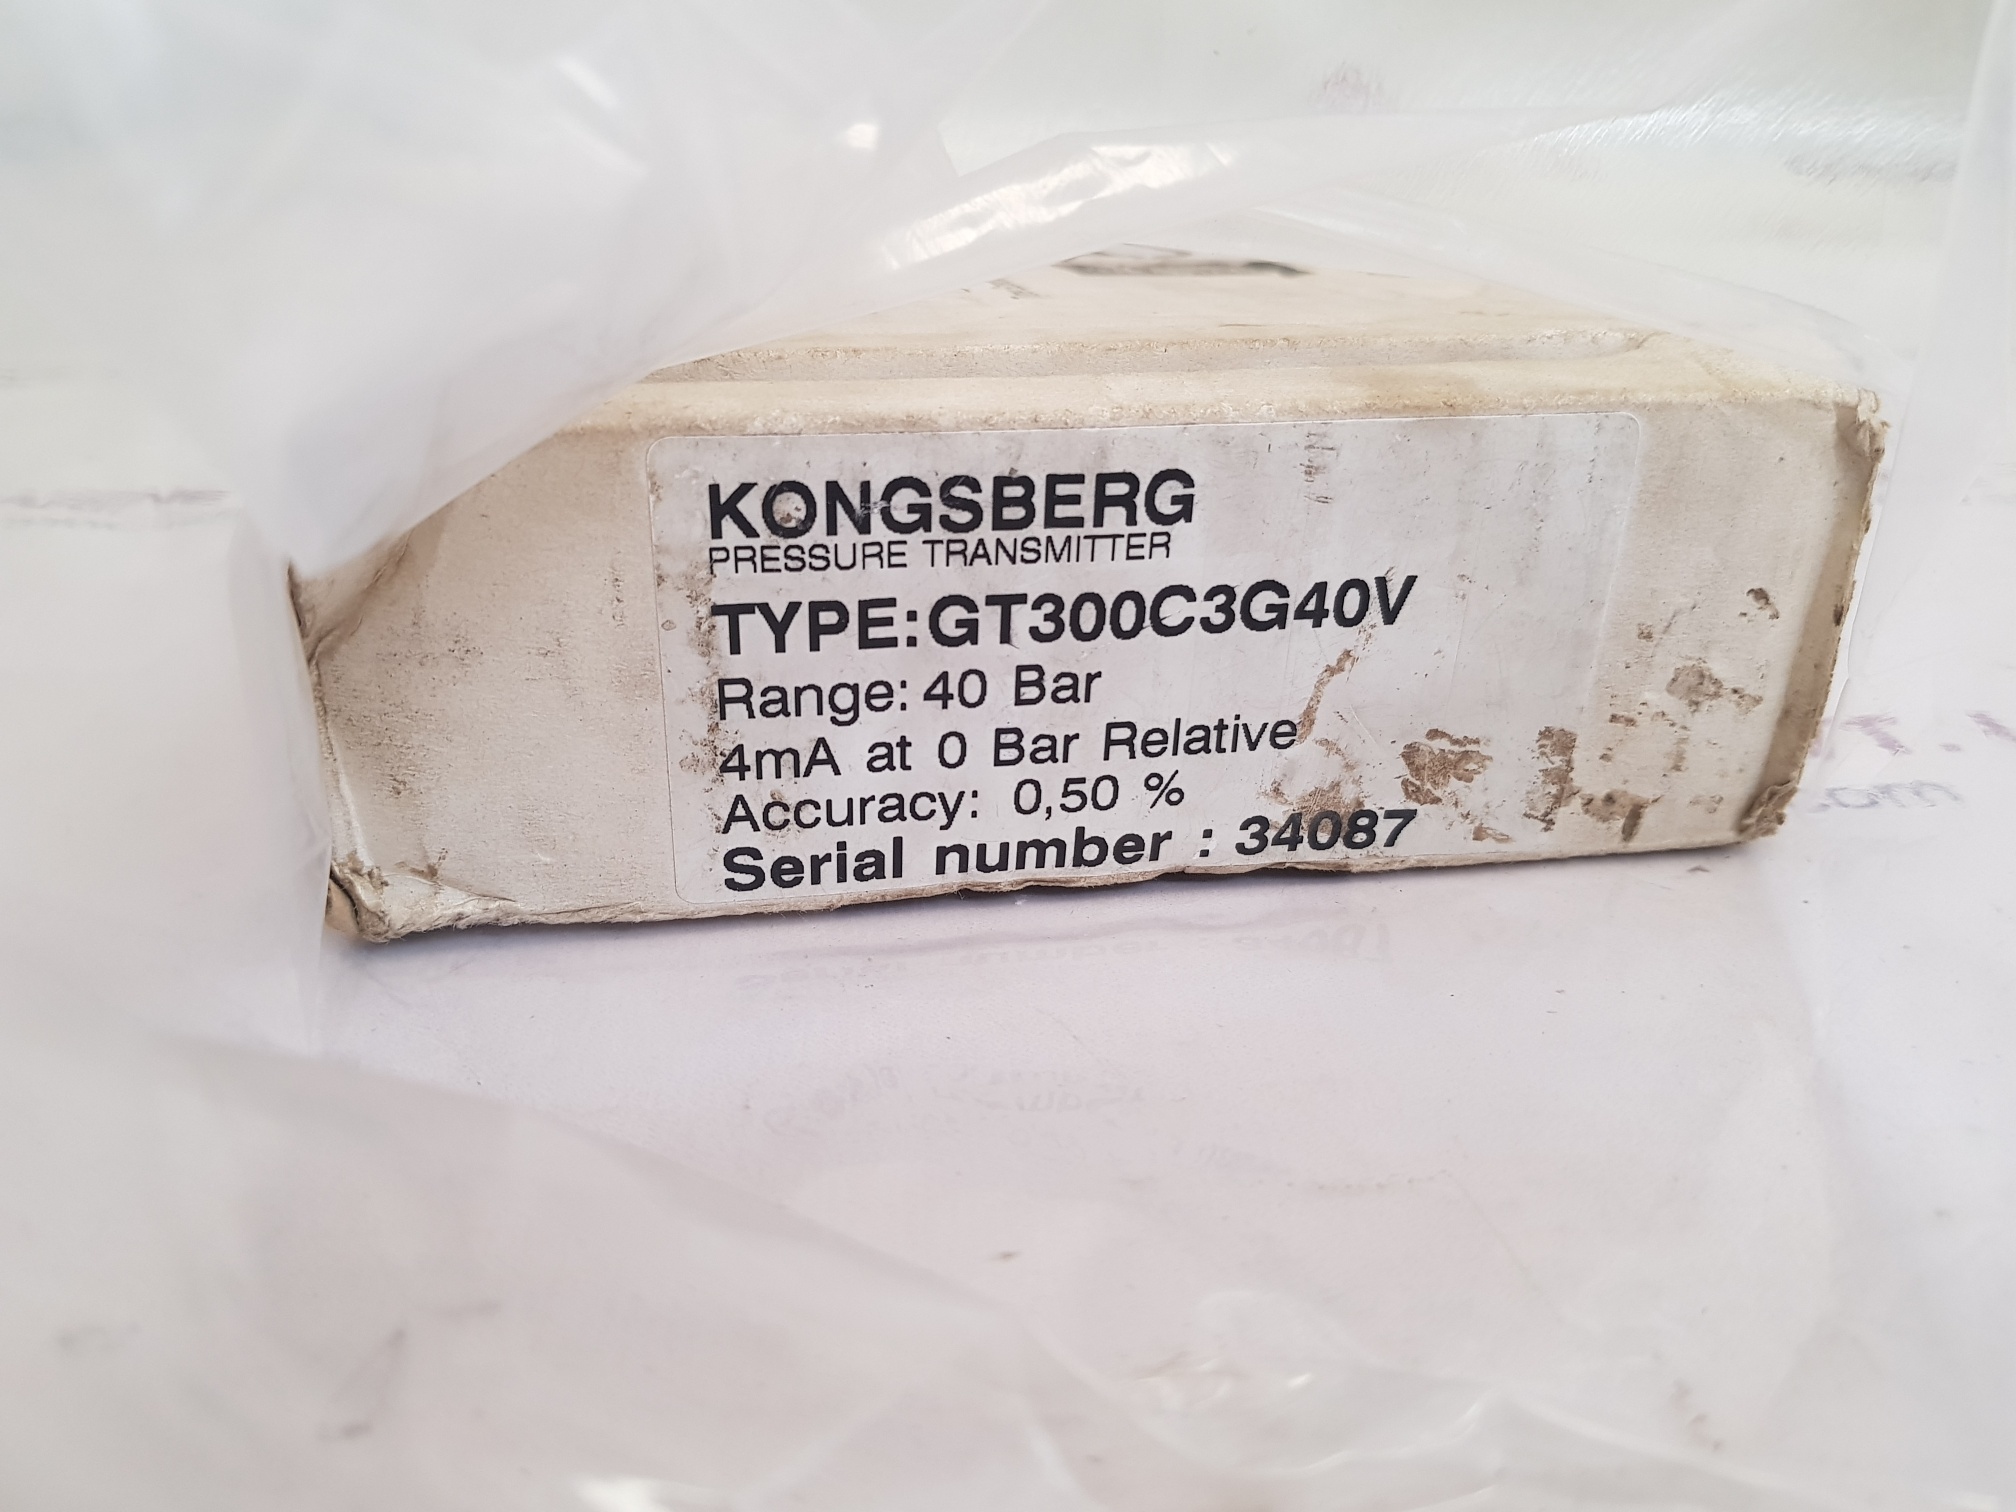 KONGSBERG
PRESSURE TRANSMITTER
TYPE:GT300C3G40V
Range: 40 Bar
4mA at 0 Bar Relative
Accuracy: 0,50 %
Serial number : 34087